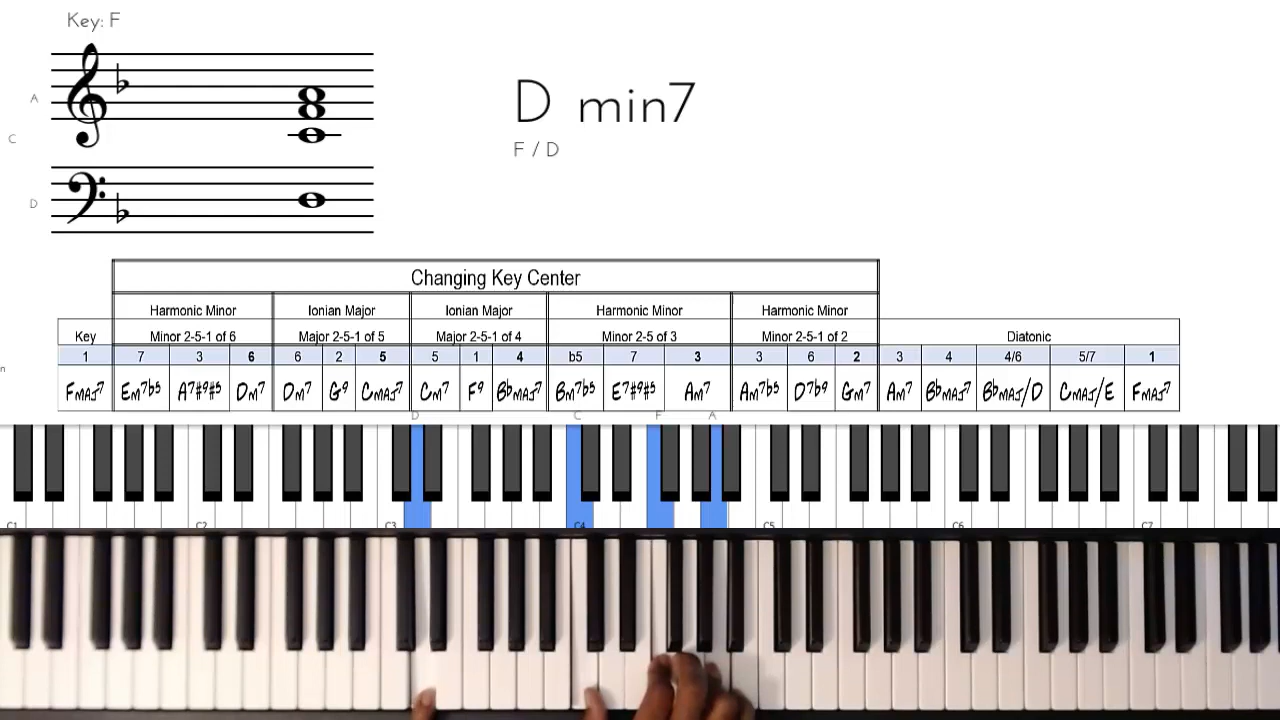 Key: F
A
C
D
D min7
F / D
Changing Key Center
Harmonic Minor Ionian Major Ionian Major Harmonic Minor Harmonic Minor
Key Minor 2-5-1 of 6 Major 2-5-1 of 5 Major 2-5-1 of 4 Minor 2-5 of 3 Minor 2-5-1 of 2 Diatonic
1 7 3 6 6 2 5 5 1 4 b5 7 3 3 6 2 3 4 4/6 5/7 1
n
FMAJ7 EM7b5 A7#9#5 DM7 DM7 G9 CMAJ7 CM7 F9 BbMAJ7 BM7b5 E7#9#5 AM7 AM7b5 D7b9 GM7 AM7 BbMAJ7 BbMAJ/D CMAJ/E FMAJ7
D C F A
C1 C2 C3 C4 C5 C6 C7